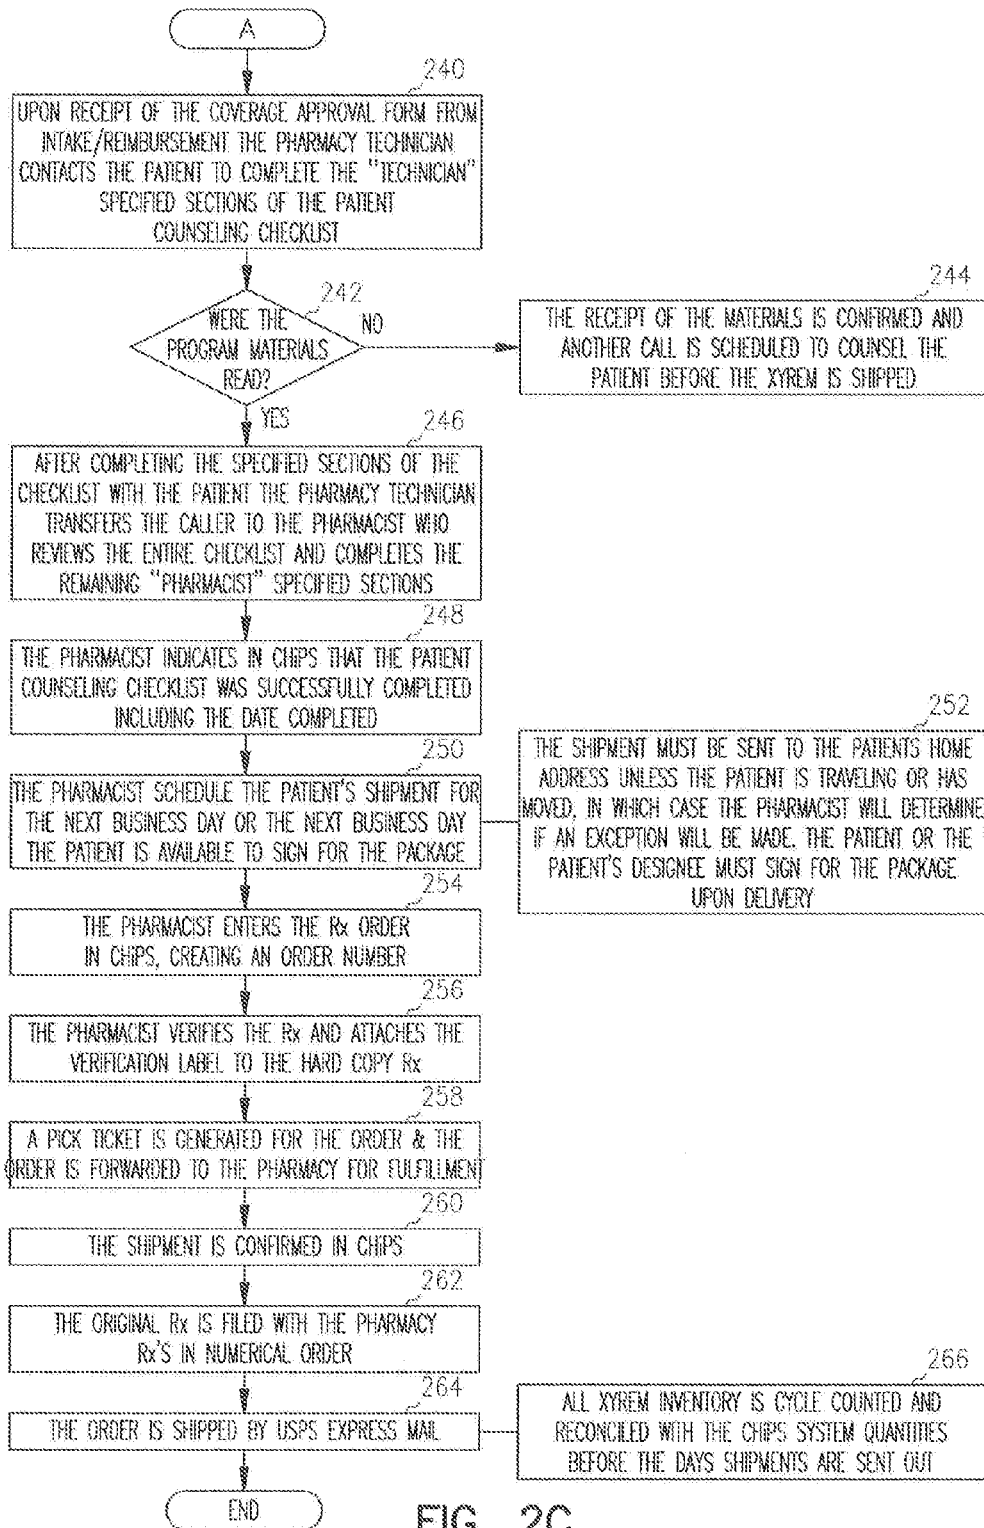 A
240
UPON RECEIPT OF THE COVERAGE APPROVAL FORM FROM
INTAKE/REIMBURSEMENT THE PHARMACY TECHNICIAN
CONTACTS THE PATIENT TO COMPLETE THE "TECHNICIAN"
SPECIFIED SECTIONS OF THE PATIENT
COUNSELING CHECKLIST
242
WERE THE
PROGRAM MATERIALS
READ?
NO
YES
244
THE RECEIPT OF THE MATERIALS IS CONFIRMED AND
ANOTHER CALL IS SCHEDULED TO COUNSEL THE
PATIENT BEFORE THE XYREM IS SHIPPED
246
AFTER COMPLETING THE SPECIFIED SECTIONS OF THE
CHECKLIST WITH THE PATIENT THE PHARMACY TECHNICIAN
TRANSFERS THE CALLER TO THE PHARMACIST WHO
REVIEWS THE ENTIRE CHECKLIST AND COMPLETES THE
REMAINING "PHARMACIST" SPECIFIED SECTIONS
248
THE PHARMACIST INDICATES IN CHIPS THAT THE PATIENT
COUNSELING CHECKLIST WAS SUCCESSFULLY COMPLETED
INCLUDING THE DATE COMPLETED
250
THE PHARMACIST SCHEDULE THE PATIENT'S SHIPMENT FOR
THE NEXT BUSINESS DAY OR THE NEXT BUSINESS DAY
THE PATIENT IS AVAILABLE TO SIGN FOR THE PACKAGE
252
THE SHIPMENT MUST BE SENT TO THE PATIENTS HOME
ADDRESS UNLESS THE PATIENT IS TRAVELING OR HAS
MOVED, IN WHICH CASE THE PHARMACIST WILL DETERMINE
IF AN EXCEPTION WILL BE MADE. THE PATIENT OR THE
PATIENT'S DESIGNEE MUST SIGN FOR THE PACKAGE
UPON DELIVERY
254
THE PHARMACIST ENTERS THE Rx ORDER
IN CHIPS, CREATING AN ORDER NUMBER
256
THE PHARMACIST VERIFIES THE Rx AND ATTACHES THE
VERIFICATION LABEL TO THE HARD COPY Rx
258
A PICK TICKET IS GENERATED FOR THE ORDER & THE
ORDER IS FORWARDED TO THE PHARMACY FOR FULFILLMENT
260
THE SHIPMENT IS CONFIRMED IN CHIPS
262
THE ORIGINAL Rx IS FILED WITH THE PHARMACY
Rx'S IN NUMERICAL ORDER
264
THE ORDER IS SHIPPED BY USPS EXPRESS MAIL
266
ALL XYREM INVENTORY IS CYCLE COUNTED AND
RECONCILED WITH THE CHIPS SYSTEM QUANTITIES
BEFORE THE DAYS SHIPMENTS ARE SENT OUT
END
FIG. 2C